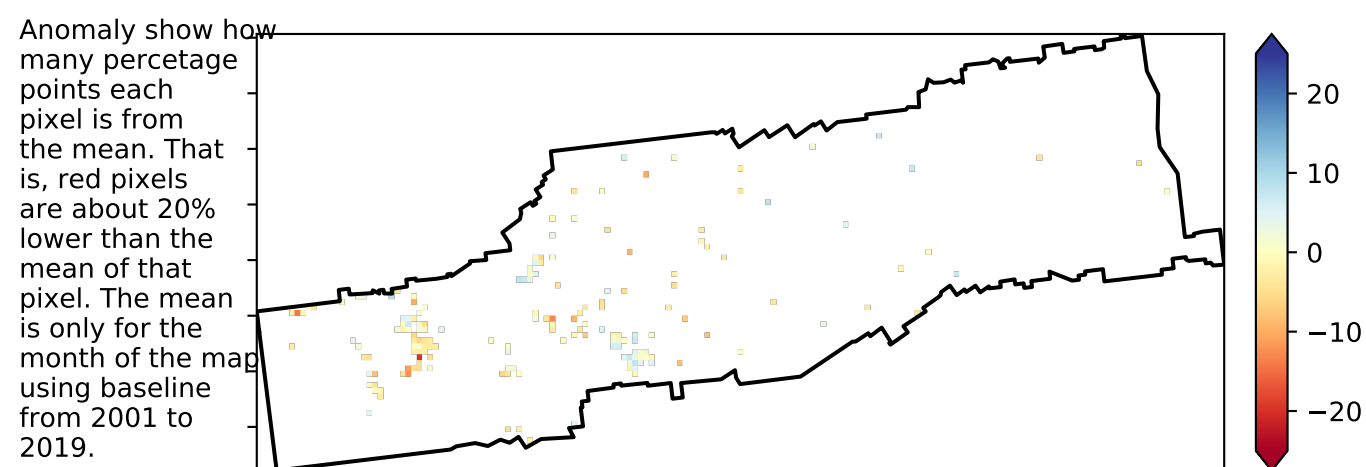 Anomaly show how
many percetage
points each
pixel is from
the mean. That
is, red pixels
are about 20%
lower than the
mean of that
pixel. The mean
is only for the
month of the map
using baseline
from 2001 to
2019.
20
10
0
−10
−20